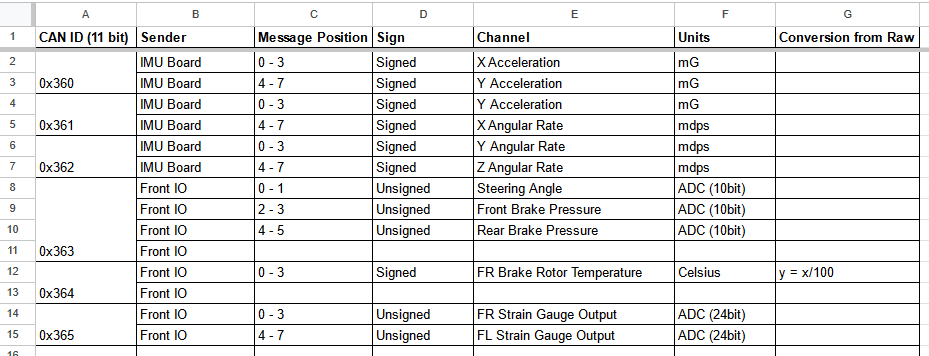 A B C D E F G
1 CAN ID (11 bit) Sender Message Position Sign Channel Units Conversion from Raw
2 IMU Board 0 - 3 Signed X Acceleration mG
3 0x360 IMU Board 4 - 7 Signed Y Acceleration mG
4 IMU Board 0 - 3 Signed Y Acceleration mG
5 0x361 IMU Board 4 - 7 Signed X Angular Rate mdps
6 IMU Board 0 - 3 Signed Y Angular Rate mdps
7 0x362 IMU Board 4 - 7 Signed Z Angular Rate mdps
8 Front IO 0 - 1 Unsigned Steering Angle ADC (10bit)
9 Front IO 2 - 3 Unsigned Front Brake Pressure ADC (10bit)
10 Front IO 4 - 5 Unsigned Rear Brake Pressure ADC (10bit)
11 0x363 Front IO
12 Front IO 0 - 3 Signed FR Brake Rotor Temperature Celsius y = x/100
13 0x364 Front IO
14 Front IO 0 - 3 Unsigned FR Strain Gauge Output ADC (24bit)
15 0x365 Front IO 4 - 7 Unsigned FL Strain Gauge Output ADC (24bit)
16